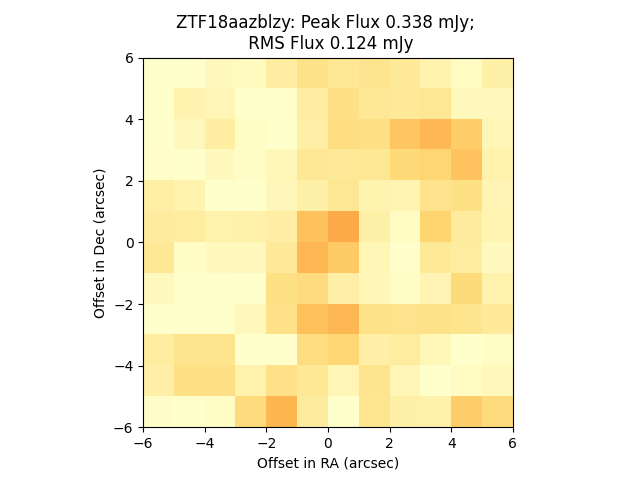 ZTF18aazblzy: Peak Flux 0.338 mJy;
RMS Flux 0.124 mJy
6
4
2
0
−2
−4
−6
Offset in Dec (arcsec)
−6 −4 −2 0 2 4 6
Offset in RA (arcsec)